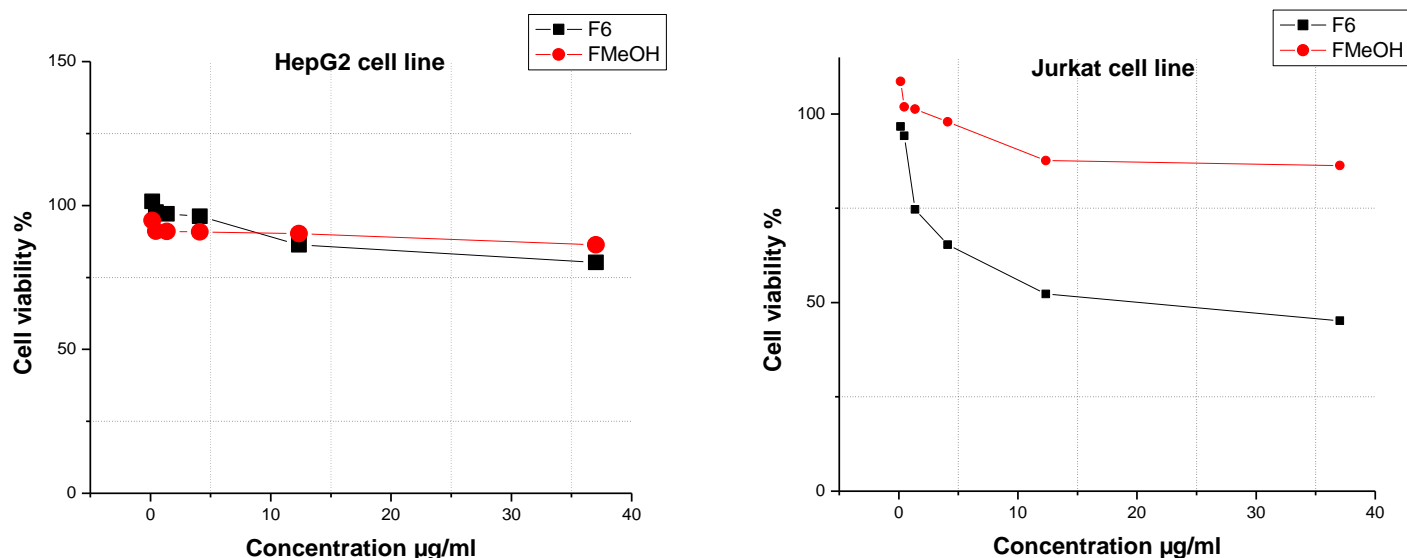 F6
FMeOH
HepG2 cell line
150
100
50
0
Cell viability %
0 10 20 30 40
Concentration µg/ml
F6
FMeOH
Jurkat cell line
100
50
0
Cell viability %
0 10 20 30 40
Concentration µg/ml